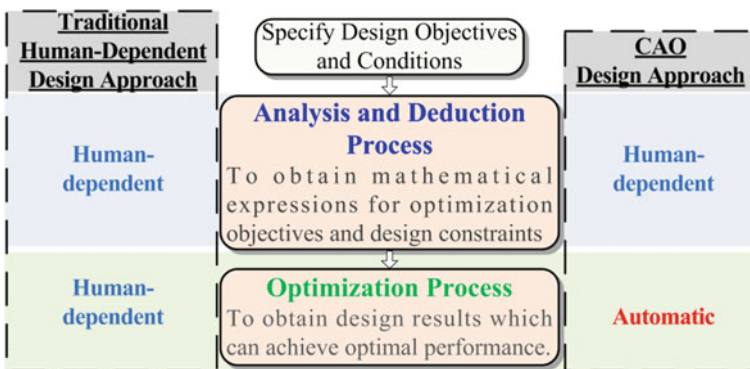 Traditional
Human-Dependent
Design Approach
Human-
dependent
Human-
dependent
Specify Design Objectives
and Conditions
Analysis and Deduction
Process
To obtain mathematical
expressions for optimization
objectives and design constraints
Optimization Process
To obtain design results which
can achieve optimal performance.
CAO
Design Approach
Human-
dependent
Automatic